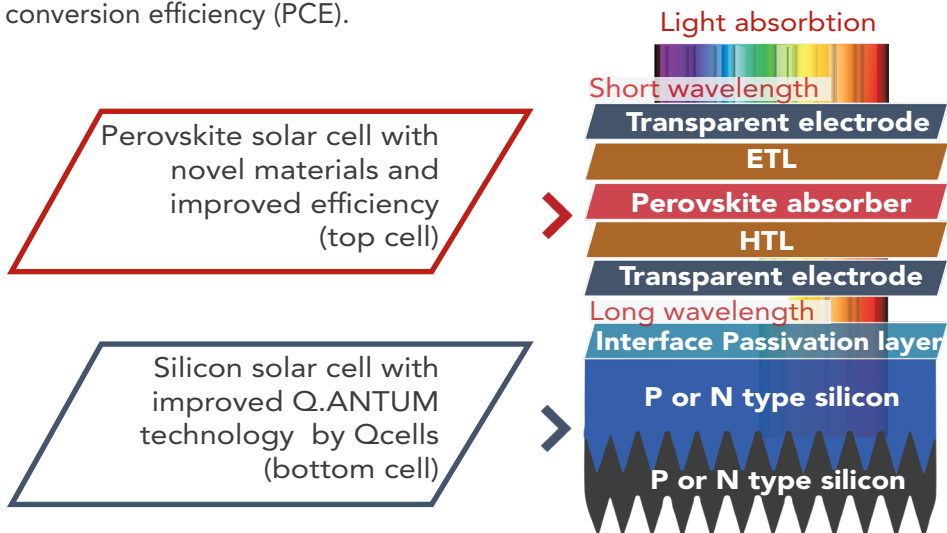 conversion efficiency (PCE).
Light absorbtion
Short wavelength
Transparent electrode
ETL
Perovskite absorber
HTL
Transparent electrode
Perovskite solar cell with
novel materials and
improved efficiency
(top cell)
Long wavelength
Interface Passivation layer
P or N type silicon
P or N type silicon
Silicon solar cell with
improved Q.ANTUM
technology by Qcells
(bottom cell)